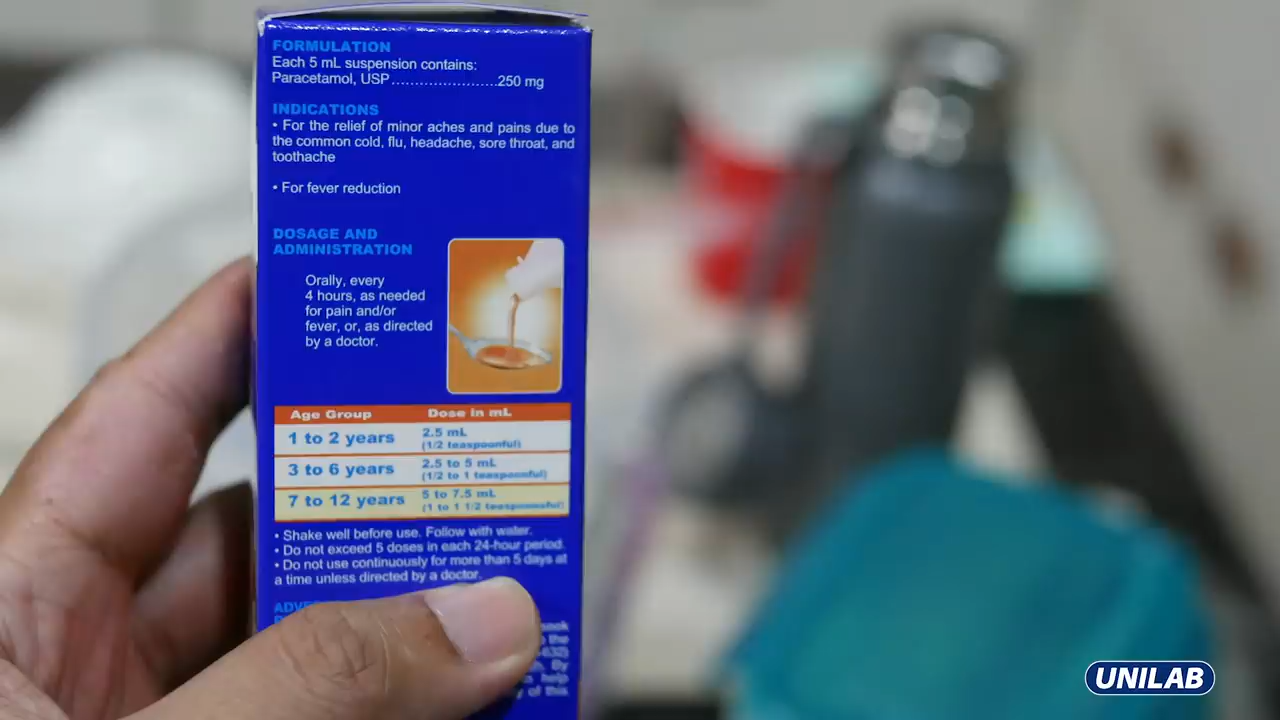 FORMULATION
Each 5 mL suspension contains:
Paracetamol, USP.......................250 mg
INDICATIONS
• For the relief of minor aches and pains due to
the common cold, flu, headache, sore throat, and
toothache
• For fever reduction
DOSAGE AND
ADMINISTRATION
Orally, every
4 hours, as needed
for pain and/or
fever, or, as directed
by a doctor.
Age Group Dose in mL
1 to 2 years 2.5 mL
(1/2 teaspoonful)
3 to 6 years 2.5 to 5 mL
(1/2 to 1 teaspoonful)
7 to 12 years 5 to 7.5 mL
(1 to 1 1/2 teaspoonsful)
• Shake well before use. Follow with water.
• Do not exceed 5 doses in each 24-hour period.
• Do not use continuously for more than 5 days at
a time unless directed by a doctor.
seek
the
By
help
of this
UNILAB